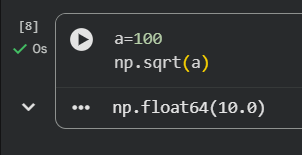 [8]
a=100
0s
np.sqrt(a)
np.float64(10.0)